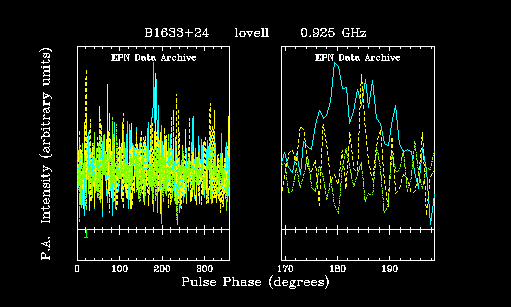 B1633+24 lovell 0.925 GHz
EPN Data Archive EPN Data Archive
P.A. Intensity (arbitrary units)
0 100 200 300 170 180 190
Pulse Phase (degrees)